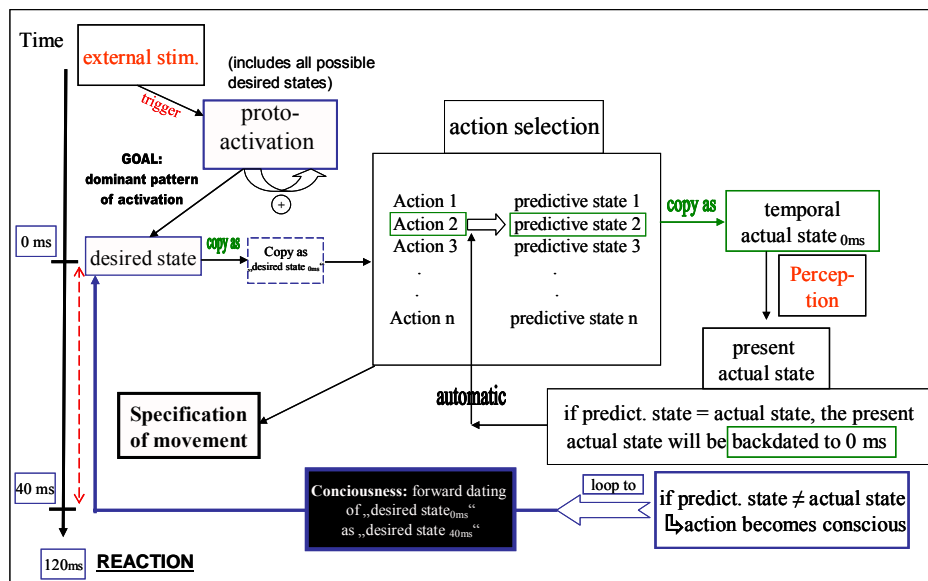 Time
external stim.
(includes all possible
desired states)
trigger
proto-
activation
GOAL:
dominant pattern
of activation
+
action selection
0 ms
desired state
copy as
Copy as
„desired state 0ms“
Action 1
predictive state 1
Action 2
predictive state 2
Action 3
predictive state 3
.
.
.
.
Action n
predictive state n
copy as
temporal
actual state 0ms
Percep-
tion
present
actual state
automatic
if predict. state = actual state, the present
actual state will be backdated to 0 ms
Specification
of movement
40 ms
Conciousness: forward dating
of „desired state0ms“
as „desired state 40ms“
loop to
if predict. state ≠ actual state
action becomes conscious
120ms
REACTION